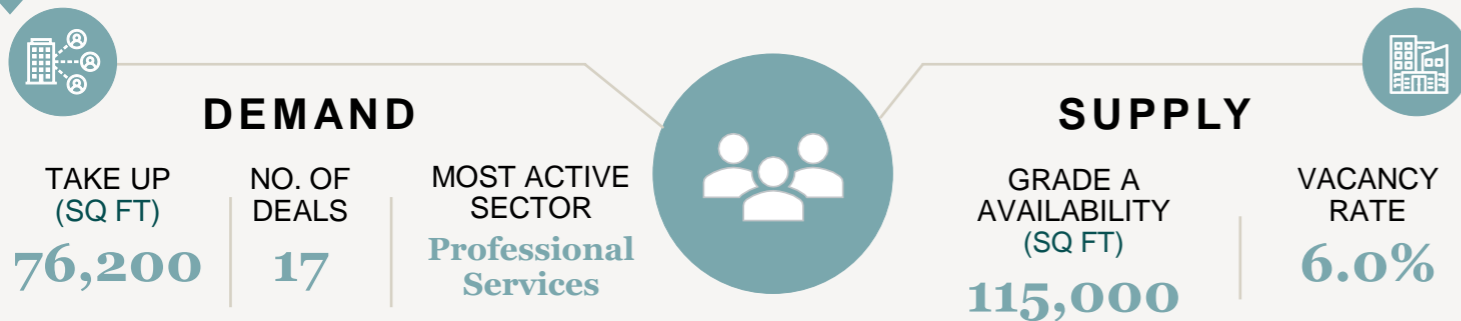 DEMAND
TAKE UP
(SQ FT)
76,200
NO. OF
DEALS
17
MOST ACTIVE
SECTOR
Professional
Services
SUPPLY
GRADE A
AVAILABILITY
(SQ FT)
115,000
VACANCY
RATE
6.0%